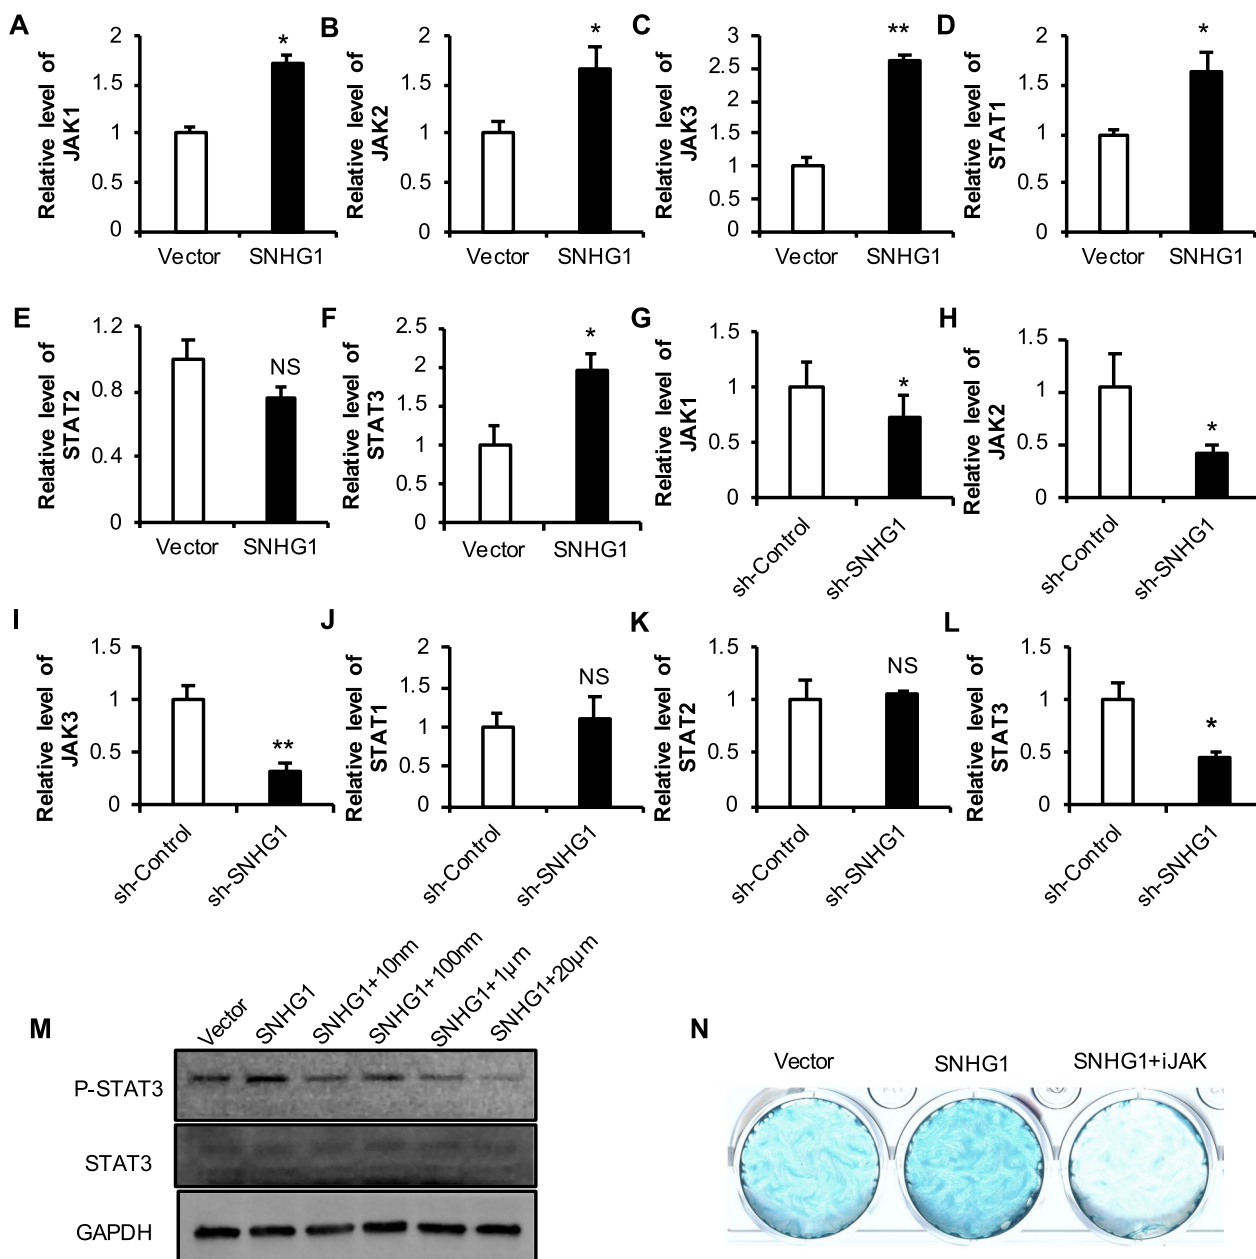 A
Relative level of
JAK1
2
1.5
1
0.5
0
*
Vector SNHG1
B
Relative level of
JAK2
2
1.5
1
0.5
0
*
Vector SNHG1
C
Relative level of
JAK3
3
2.5
2
1.5
1
0.5
0
**
Vector SNHG1
D
Relative level of
STAT1
2
1.5
1
0.5
0
*
Vector SNHG1
E
Relative level of
STAT2
1.2
0.8
0.4
0
NS
Vector SNHG1
F
Relative level of
STAT3
2.5
2
1.5
1
0.5
0
*
Vector SNHG1
G
Relative level of
JAK1
1.5
1
0.5
0
*
sh-Control
sh-SNHG1
H
Relative level of
JAK2
1.5
1
0.5
0
*
sh-Control
sh-SNHG1
I
Relative level of
JAK3
1.5
1
0.5
0
**
sh-Control
sh-SNHG1
J
Relative level of
STAT1
2
1.5
1
0.5
0
NS
sh-Control
sh-SNHG1
K
Relative level of
STAT2
1.5
1
0.5
0
NS
sh-Control
sh-SNHG1
L
Relative level of
STAT3
1.5
1
0.5
0
*
sh-Control
sh-SNHG1
M
Vector
SNHG1
SNHG1+10nm
SNHG1+100nm
SNHG1+1μm
SNHG1+20μm
P-STAT3
STAT3
GAPDH
N
Vector SNHG1 SNHG1+iJAK